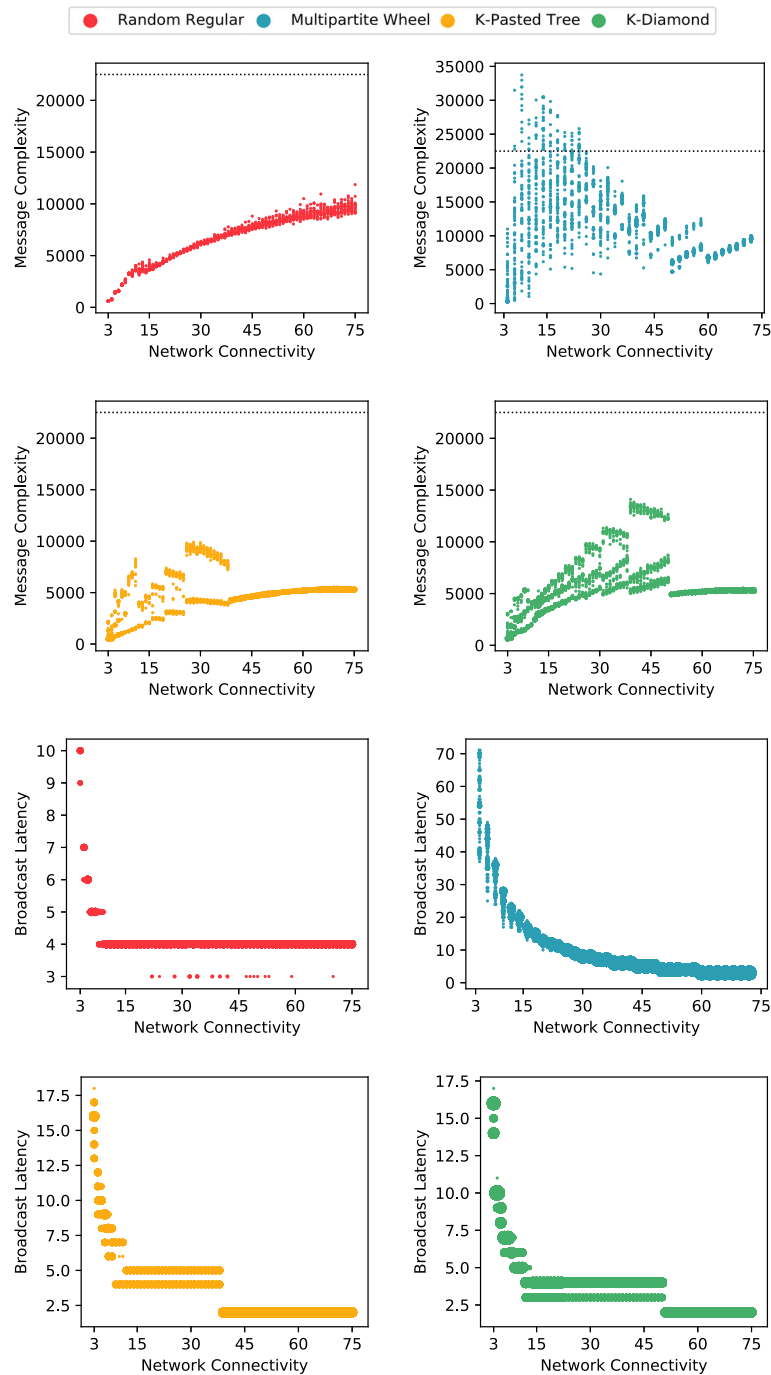 Random Regular Multipartite Wheel K-Pasted Tree K-Diamond
20000
15000
10000
5000
0
Message Complexity
3 15 30 45 60 75
Network Connectivity
35000
30000
25000
20000
15000
10000
5000
0
Message Complexity
3 15 30 45 60 75
Network Connectivity
20000
15000
10000
5000
0
Message Complexity
3 15 30 45 60 75
Network Connectivity
20000
15000
10000
5000
0
Message Complexity
3 15 30 45 60 75
Network Connectivity
10
9
8
7
6
5
4
3
Broadcast Latency
3 15 30 45 60 75
Network Connectivity
70
60
50
40
30
20
10
0
Broadcast Latency
3 15 30 45 60 75
Network Connectivity
17.5
15.0
12.5
10.0
7.5
5.0
2.5
Broadcast Latency
3 15 30 45 60 75
Network Connectivity
17.5
15.0
12.5
10.0
7.5
5.0
2.5
Broadcast Latency
3 15 30 45 60 75
Network Connectivity